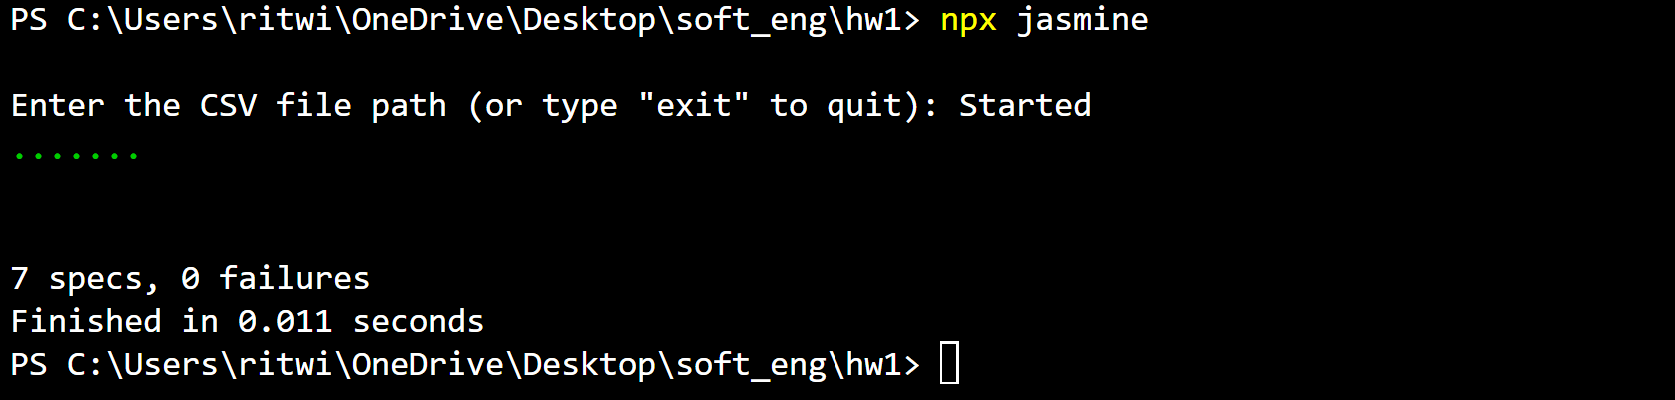 PS C:\Users\ritwi\OneDrive\Desktop\soft_eng\hw1> npx jasmine
Enter the CSV file path (or type "exit" to quit): Started
.......
7 specs, 0 failures
Finished in 0.011 seconds
PS C:\Users\ritwi\OneDrive\Desktop\soft_eng\hw1>